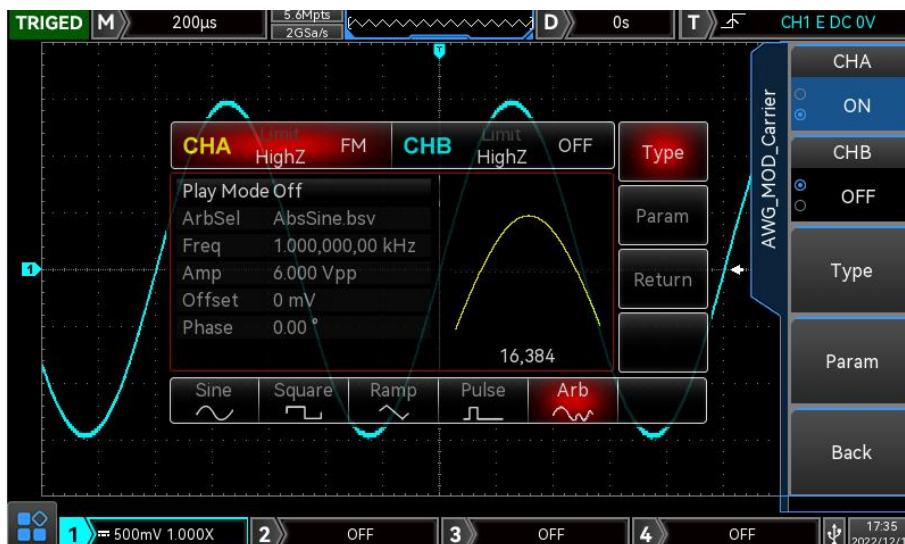 TRIGED M 200µs 5.6Mpts D 0s T CH1 E DC 0V
2GSa/s
T
CHA
ON
CHB
OFF
Type
Param
Back
AWG_MOD_Carrier
CHA Limit HighZ FM CHB Limit HighZ OFF
Type
Param
Return
Play Mode Off
ArbSel AbsSine.bsv
Freq 1.000,000,00 kHz
Amp 6.000 Vpp
Offset 0 mV
Phase 0.00 °
16,384
Sine Square Ramp Pulse Arb
1
1 500mV 1.000X 2 OFF 3 OFF 4 OFF 17:35